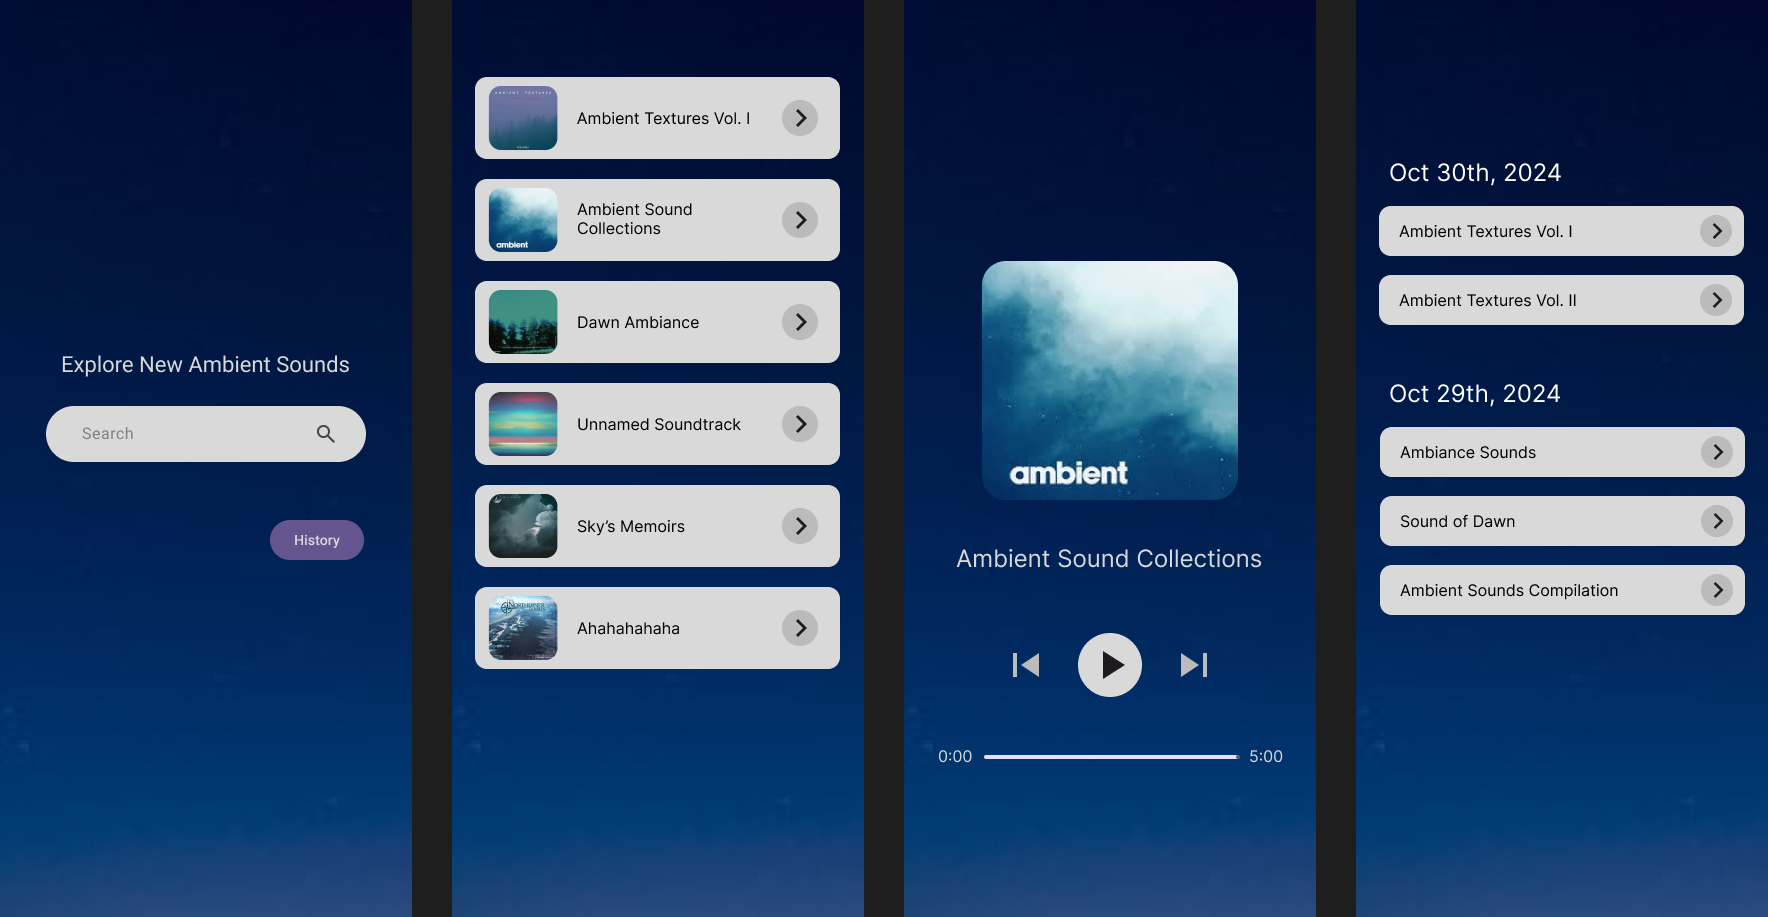 Explore New Ambient Sounds
Search
History
AMBIENT TEXTURES
Ambient Textures Vol. I
ambient
Ambient Sound
Collections
Dawn Ambiance
Unnamed Soundtrack
Sky’s Memoirs
Ahahahahaha
ambient
Ambient Sound Collections
0:00
5:00
Oct 30th, 2024
Ambient Textures Vol. I
Ambient Textures Vol. II
Oct 29th, 2024
Ambiance Sounds
Sound of Dawn
Ambient Sounds Compilation